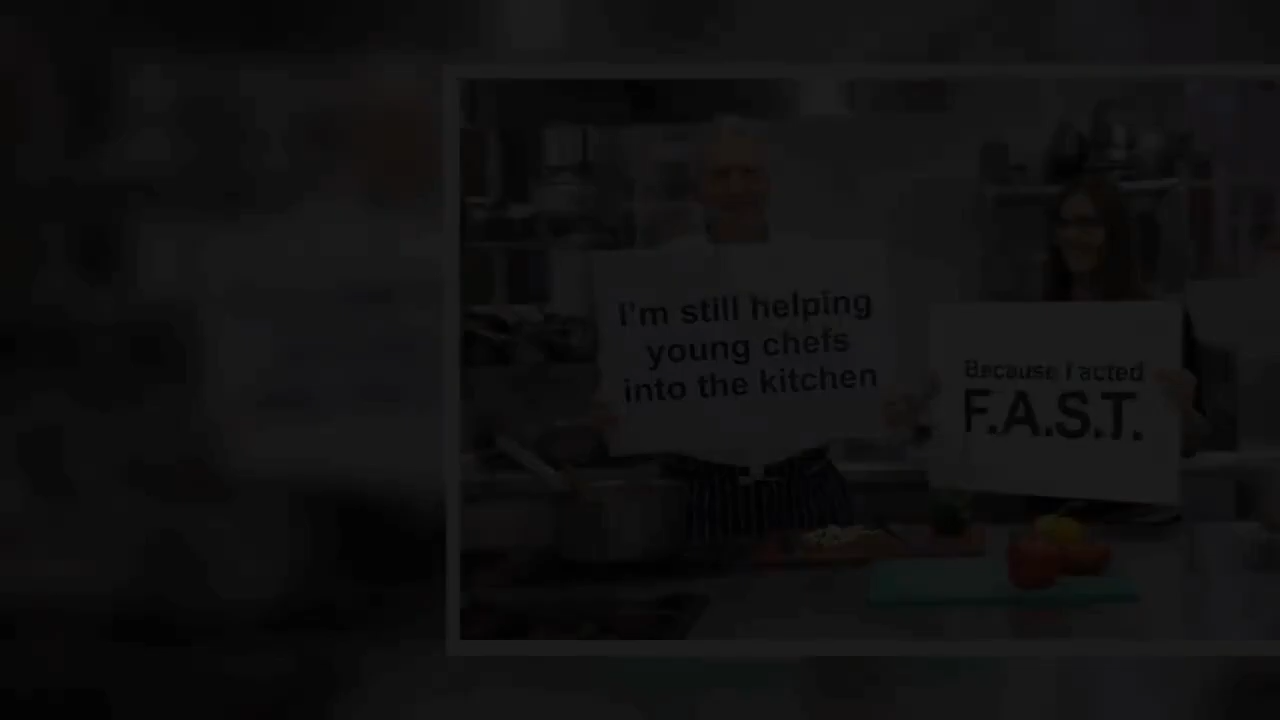 I'm still helping
young chefs
into the kitchen
Because I acted
F.A.S.T.